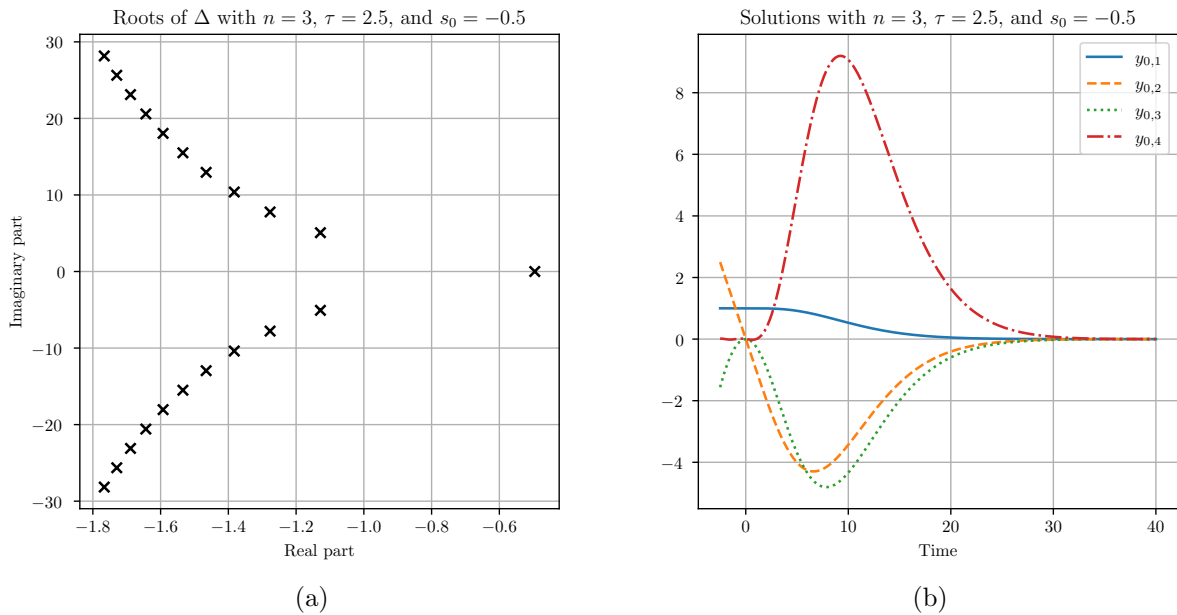 Roots of Δ with n = 3, τ = 2.5, and s₀ = −0.5
30
20
10
0
−10
−20
−30
Imaginary part
−1.8 −1.6 −1.4 −1.2 −1.0 −0.8 −0.6
Real part
(a)
Solutions with n = 3, τ = 2.5, and s₀ = −0.5
y₀,₁
y₀,₂
y₀,₃
y₀,₄
8
6
4
2
0
−2
−4
0 10 20 30 40
Time
(b)